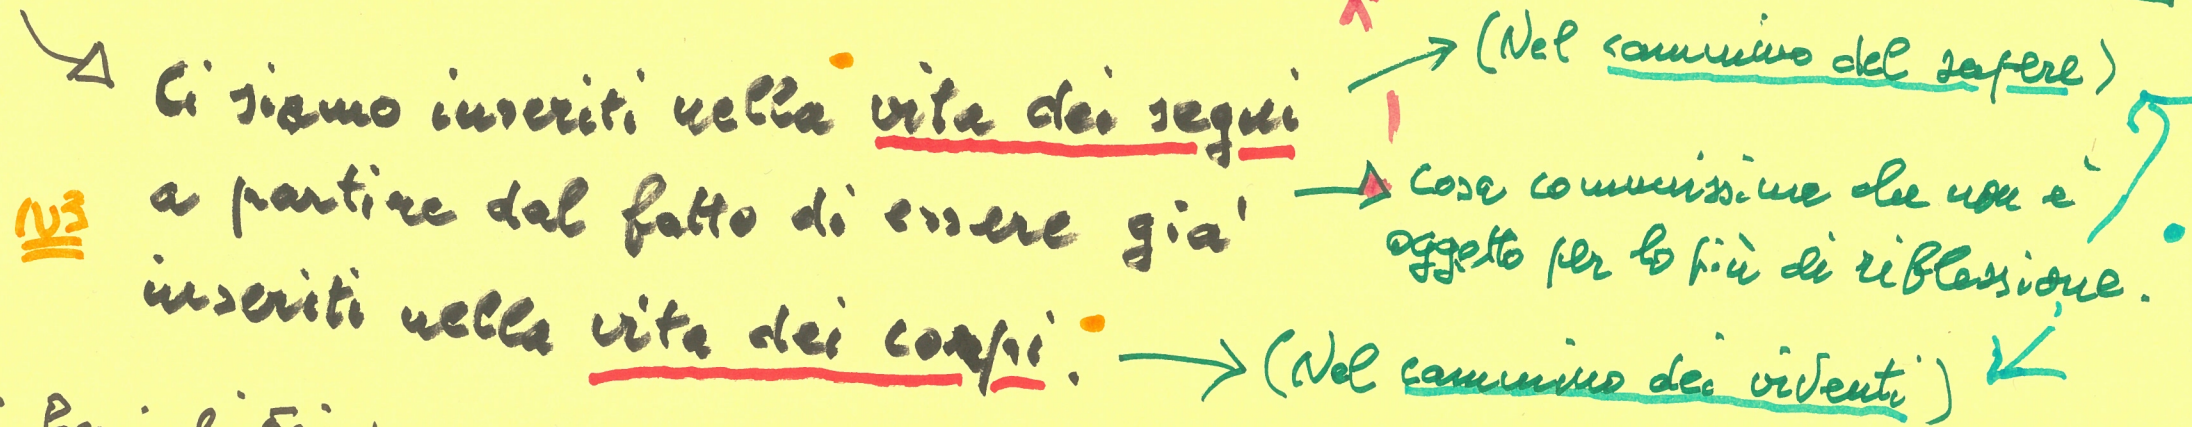 (Nel cammino del sapere)
Ci siamo inseriti nella vita dei segni
a partire dal fatto di essere già
inseriti nella vita dei corpi.
cosa comunissima che non è
oggetto per lo più di riflessione.
(Nel cammino dei viventi)
N3